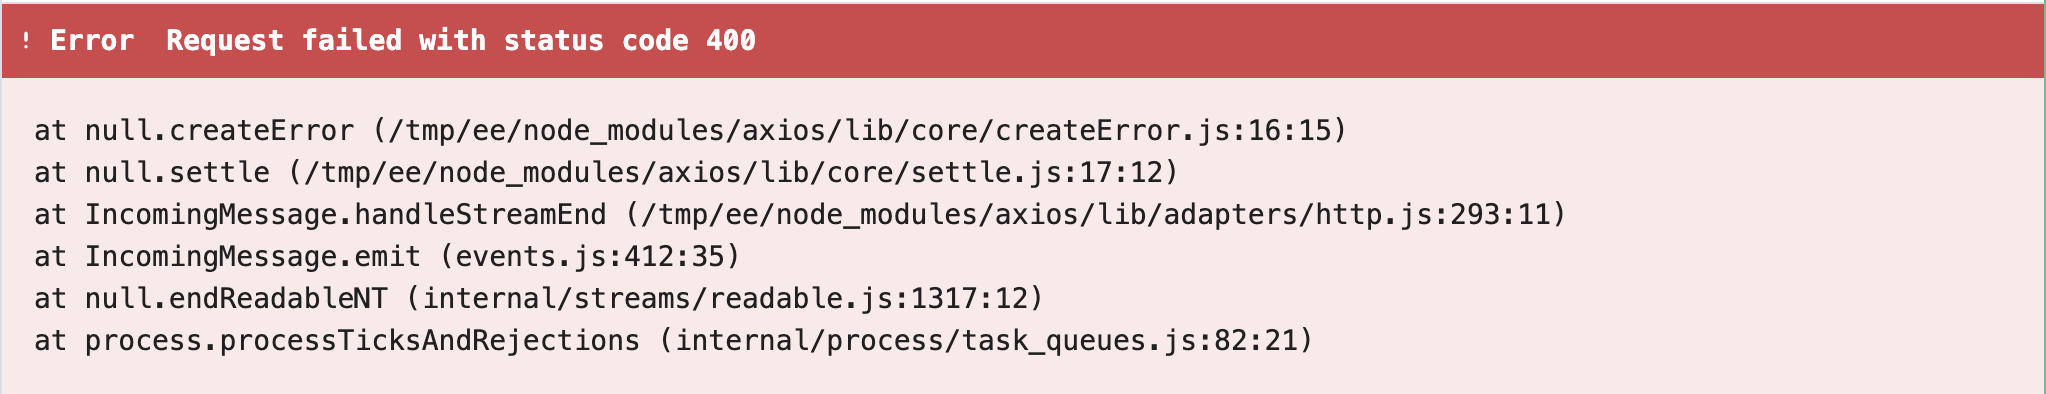 ! Error  Request failed with status code 400
at null.createError (/tmp/ee/node_modules/axios/lib/core/createError.js:16:15)
at null.settle (/tmp/ee/node_modules/axios/lib/core/settle.js:17:12)
at IncomingMessage.handleStreamEnd (/tmp/ee/node_modules/axios/lib/adapters/http.js:293:11)
at IncomingMessage.emit (events.js:412:35)
at null.endReadableNT (internal/streams/readable.js:1317:12)
at process.processTicksAndRejections (internal/process/task_queues.js:82:21)